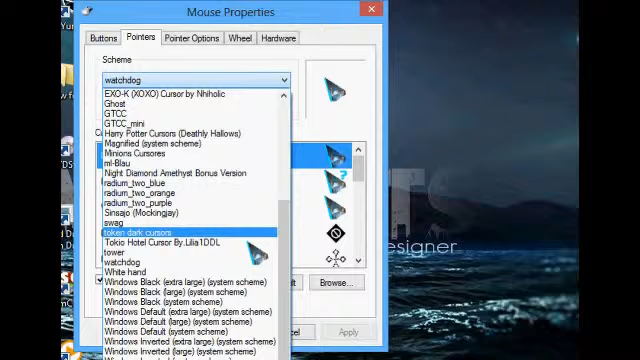 Mouse Properties
Buttons
Pointers
Pointer Options
Wheel
Hardware
Scheme
watchdog
EXO-K (XOXO) Cursor by Nhiholic
Ghost
GTCC
GTCC_mini
Harry Potter Cursors (Deathly Hallows)
Magnified (system scheme)
Minions Cursores
ml-Blau
Night Diamond Amethyst Bonus Version
radium_two_blue
radium_two_orange
radium_two_purple
Sinsajo (Mockingjay)
swag
token dark cursors
Tokio Hotel Cursor By.Lilia1DDL
tower
watchdog
White hand
Windows Black (extra large) (system scheme)
Windows Black (large) (system scheme)
Windows Black (system scheme)
Windows Default (extra large) (system scheme)
Windows Default (large) (system scheme)
Windows Default (system scheme)
Windows Inverted (extra large) (system scheme)
Windows Inverted (large) (system scheme)
Browse...
Apply
esigner